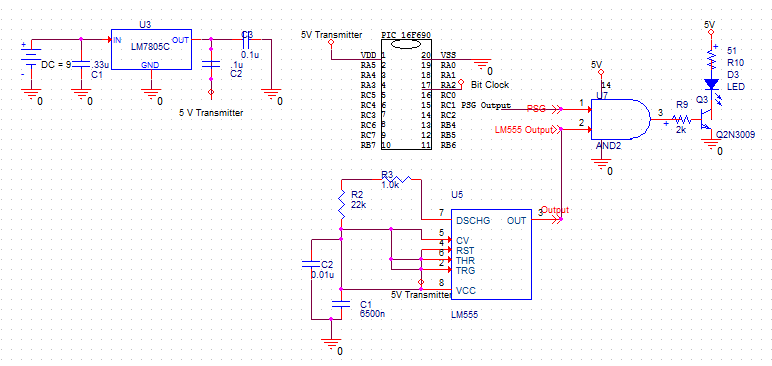 U3
IN
OUT
LM7805C
GND
+
-
DC = 9
.33u
C1
C3
0.1u
.1u
C2
0
0
0
0
5 V Transmitter
5V Transmitter
PIC 16F690
VDD 1 20 VSS
RA5 2 19 RA0
RA4 3 18 RA1
RA3 4 17 RA2
RC5 5 16 RC0
RC4 6 15 RC1
RC3 7 14 RC2
RC6 8 13 RB4
RC7 9 12 RB5
RB7 10 11 RB6
0
Bit Clock
PSG Output
PSG
LM555 Output
5V
14
U7
1
2
3
AND2
0
R9
2k
+
5V
+
51
R10
D3
LED
Q3
Q2N3009
0
R3
1.0k
R2
22k
U5
7 DSCHG OUT 3 Output
5 CV
4 RST
6 THR
2 TRG
8 VCC
5V Transmitter
LM555
C2
0.01u
C1
6500n
0